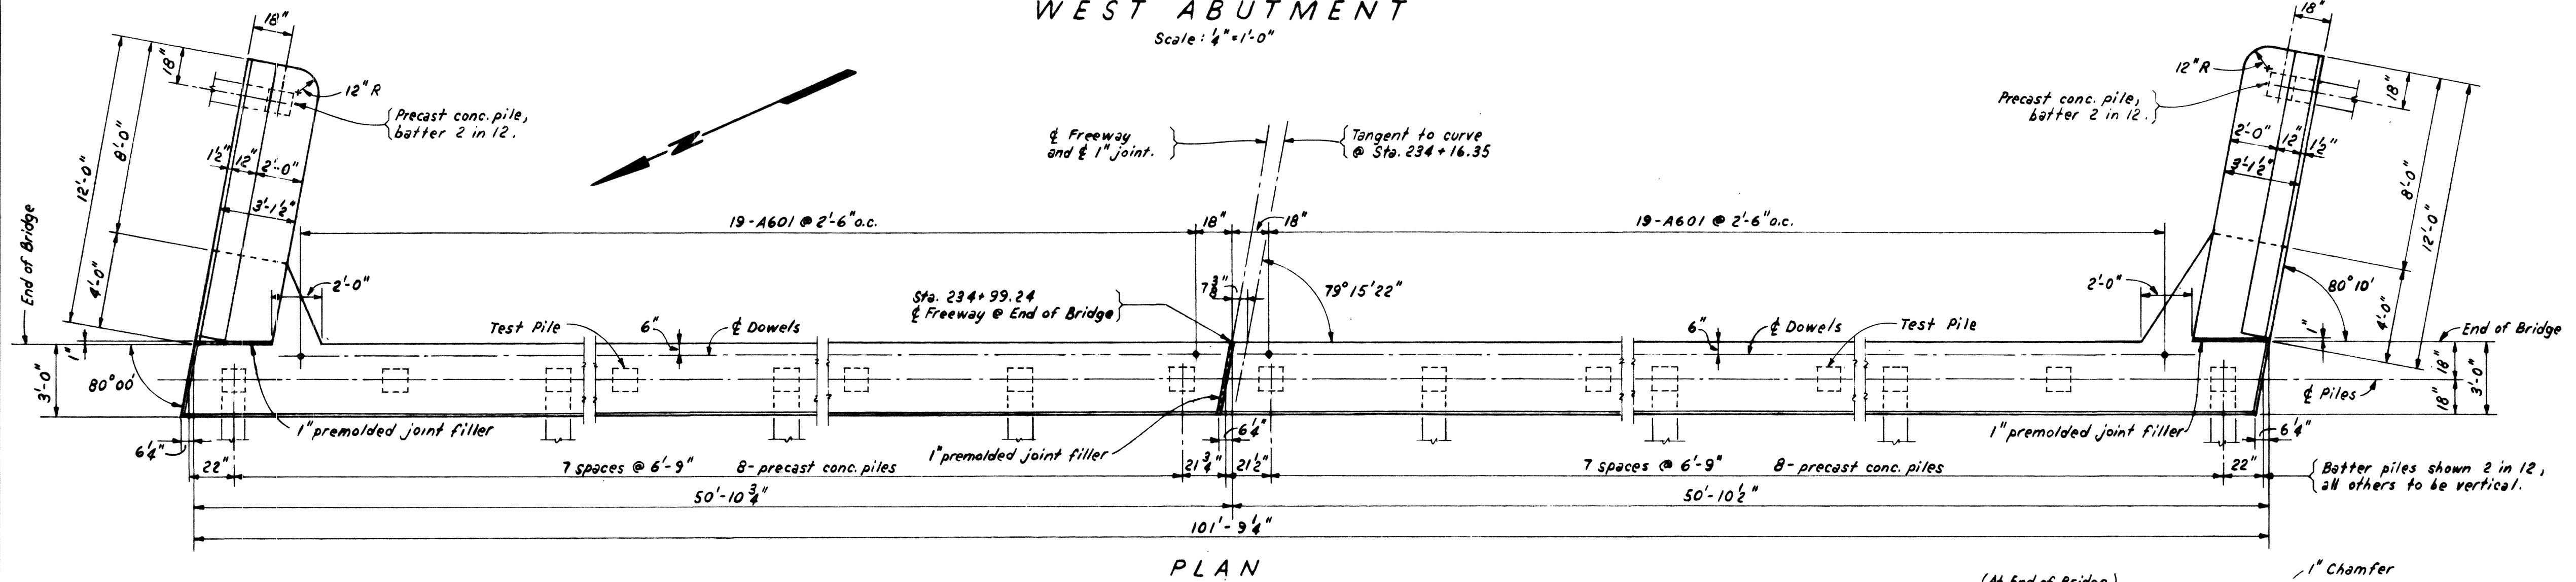 WEST ABUTMENT
Scale: 1/4" = 1'-0"
18"
18"
12'-0"
8'-0"
4'-0"
12" R
Precast conc. pile,
batter 2 in 12.
1 1/2"
12"
2'-0"
3'-1 1/2"
End of Bridge
19-A601 @ 2'-6" o.c.
18"
18"
19-A601 @ 2'-6" o.c.
℄ Freeway
and ℄ 1" joint.
Tangent to curve
@ Sta. 234+16.35
18"
12" R
Precast conc. pile,
batter 2 in 12.
18"
2'-0"
12"
1 1/2"
3'-1 1/2"
8'-0"
12'-0"
4'-0"
80°10'
2'-0"
Sta. 234+99.24
℄ Freeway @ End of Bridge
7 3/8"
79°15'22"
2'-0"
Test Pile
6"
℄ Dowels
6"
℄ Dowels
Test Pile
1"
End of Bridge
1"
3'-0"
80°00'
18"
18"
3'-0"
℄ Piles
1" premolded joint filler
1" premolded joint filler
1" premolded joint filler
6 1/4"
6 1/4"
6 1/4"
22"
7 spaces @ 6'-9" 8-precast conc. piles
21 3/4"
21 1/2"
7 spaces @ 6'-9" 8-precast conc. piles
22"
Batter piles shown 2 in 12,
all others to be vertical.
50'-10 3/4"
50'-10 1/2"
101'-9 1/4"
PLAN
(At End of Bridge)
1" Chamfer